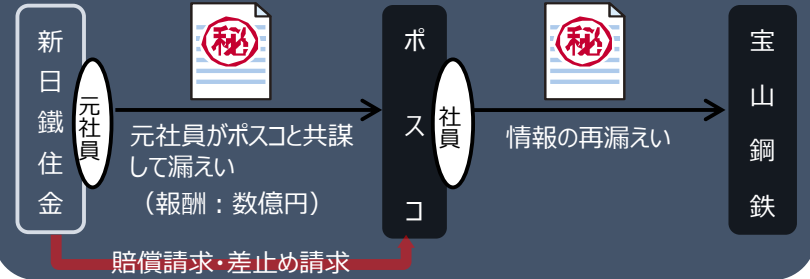 新日鐵住金
元社員
㊙
元社員がポスコと共謀
して漏えい
（報酬：数億円）
ポスコ
社員
㊙
情報の再漏えい
宝山鋼鉄
賠償請求・差止め請求